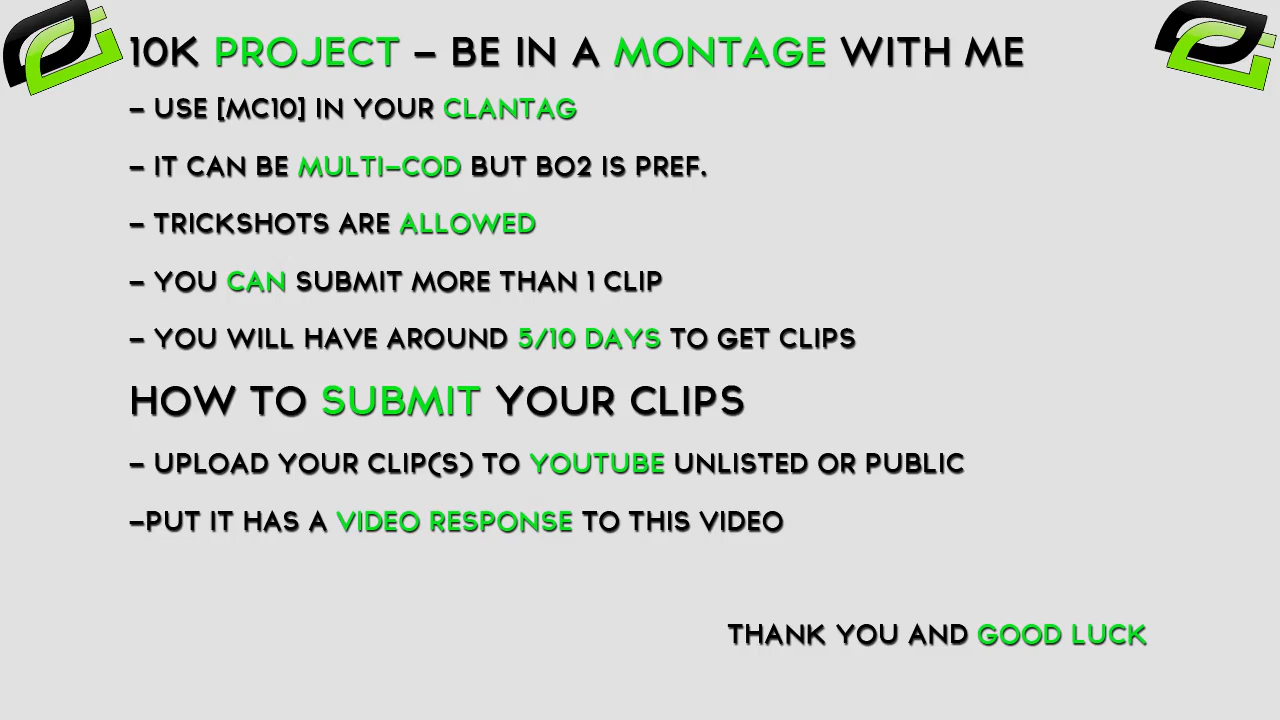 10K PROJECT – BE IN A MONTAGE WITH ME
– USE [MC10] IN YOUR CLANTAG
– IT CAN BE MULTI–COD BUT BO2 IS PREF.
– TRICKSHOTS ARE ALLOWED
– YOU CAN SUBMIT MORE THAN 1 CLIP
– YOU WILL HAVE AROUND 5/10 DAYS TO GET CLIPS
HOW TO SUBMIT YOUR CLIPS
– UPLOAD YOUR CLIP(S) TO YOUTUBE UNLISTED OR PUBLIC
–PUT IT HAS A VIDEO RESPONSE TO THIS VIDEO
THANK YOU AND GOOD LUCK